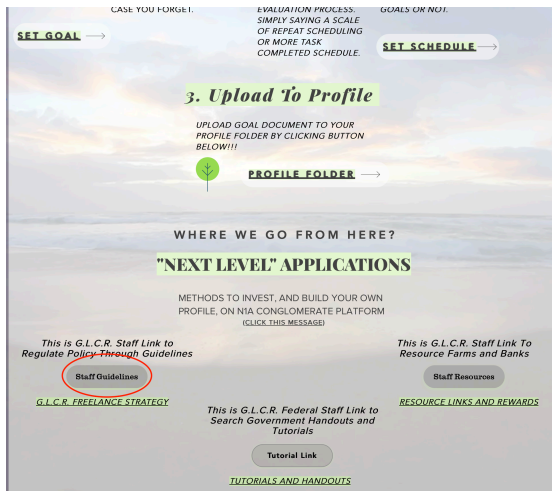 CASE YOU FORGET.
SET GOAL
EVALUATION PROCESS.
SIMPLY SAYING A SCALE
OF REPEAT SCHEDULING
OR MORE TASK
COMPLETED SCHEDULE.
GOALS OR NOT.
SET SCHEDULE
3. Upload To Profile
UPLOAD GOAL DOCUMENT TO YOUR
PROFILE FOLDER BY CLICKING BUTTON
BELOW!!!
PROFILE FOLDER
WHERE WE GO FROM HERE?
"NEXT LEVEL" APPLICATIONS
METHODS TO INVEST, AND BUILD YOUR OWN
PROFILE, ON N1A CONGLOMERATE PLATFORM
(CLICK THIS MESSAGE)
This is G.L.C.R. Staff Link to
Regulate Policy Through Guidelines
Staff Guidelines
G.L.C.R. FREELANCE STRATEGY
This is G.L.C.R. Federal Staff Link to
Search Government Handouts and
Tutorials
Tutorial Link
TUTORIALS AND HANDOUTS
This is G.L.C.R. Staff Link To
Resource Farms and Banks
Staff Resources
RESOURCE LINKS AND REWARDS